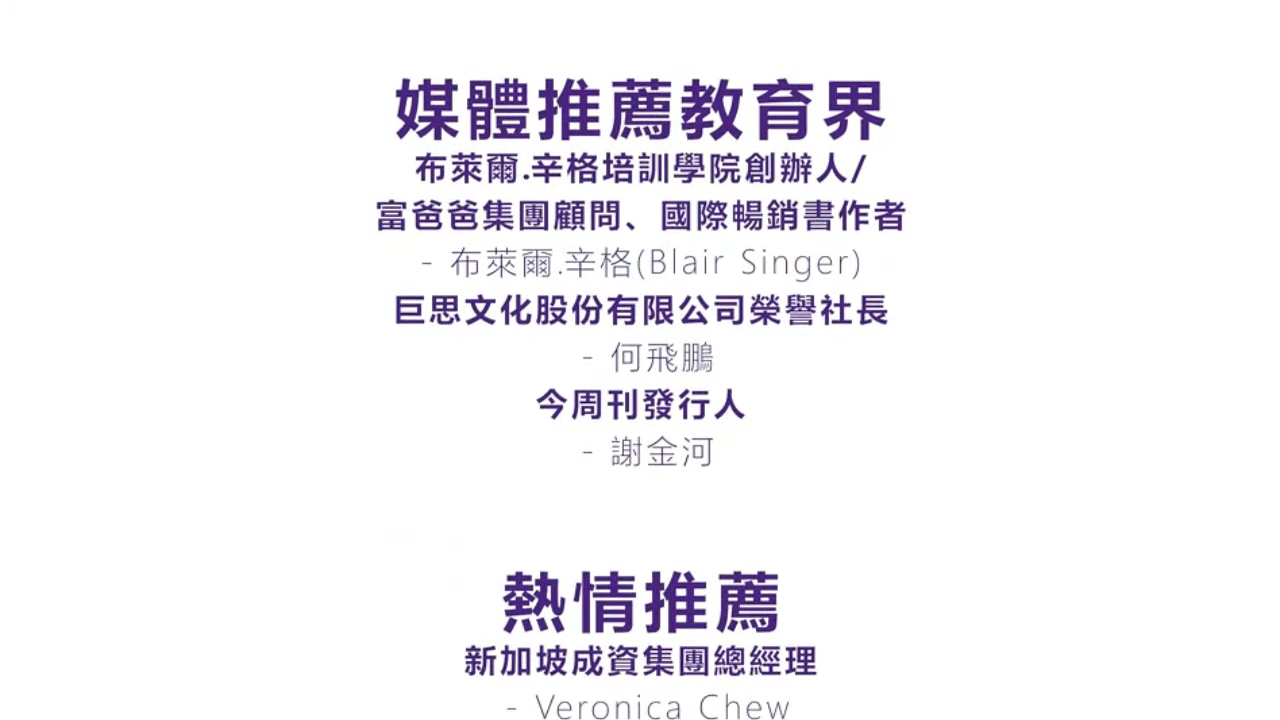 媒體推薦教育界
布萊爾.辛格培訓學院創辦人/
富爸爸集團顧問、國際暢銷書作者
- 布萊爾.辛格(Blair Singer)
巨思文化股份有限公司榮譽社長
- 何飛鵬
今周刊發行人
- 謝金河
熱情推薦
新加坡成資集團總經理
- Veronica Chew